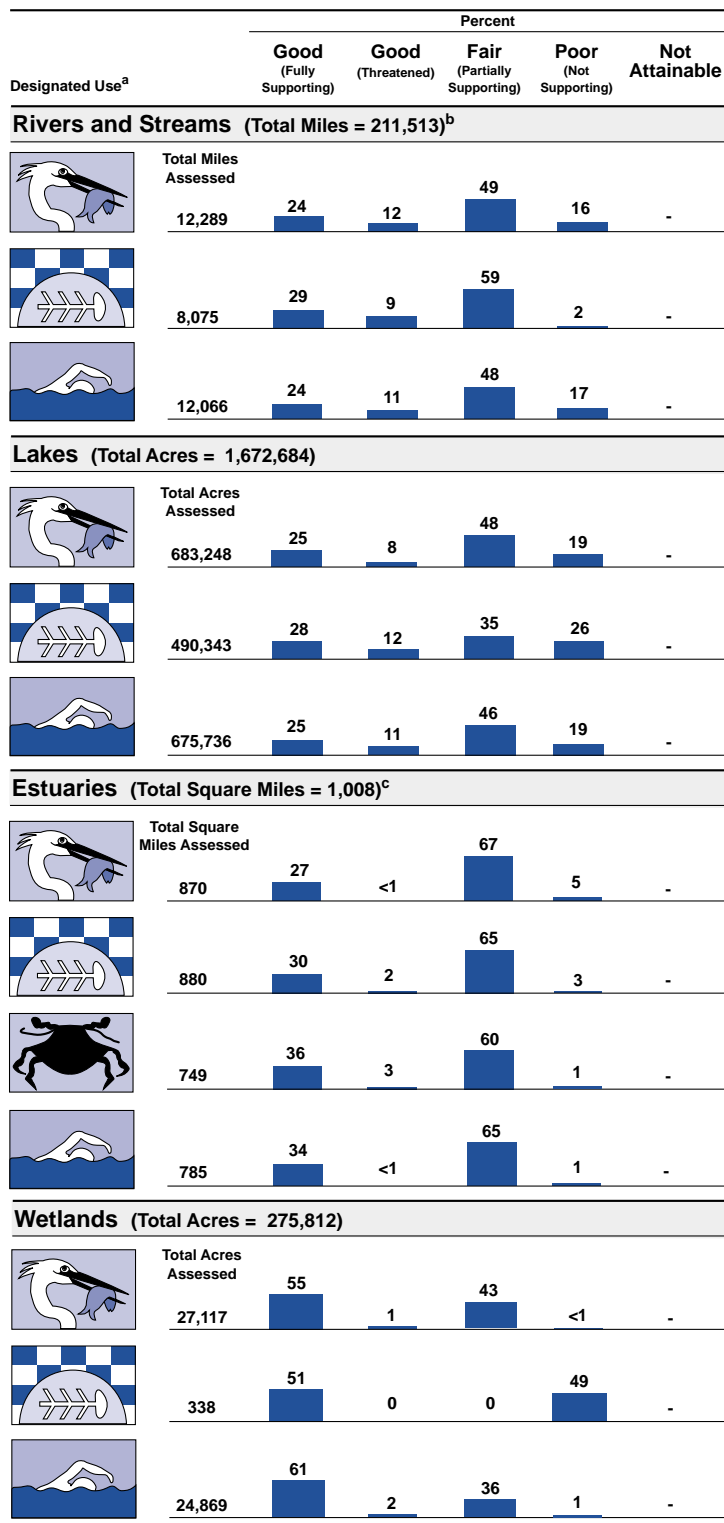 Percent
Designated Use^a
Good (Fully Supporting) Good (Threatened) Fair (Partially Supporting) Poor (Not Supporting) Not Attainable
Rivers and Streams (Total Miles = 211,513)^b
Total Miles Assessed
12,289 24 12 49 16 -
8,075 29 9 59 2 -
12,066 24 11 48 17 -
Lakes (Total Acres = 1,672,684)
Total Acres Assessed
683,248 25 8 48 19 -
490,343 28 12 35 26 -
675,736 25 11 46 19 -
Estuaries (Total Square Miles = 1,008)^c
Total Square Miles Assessed
870 27 <1 67 5 -
880 30 2 65 3 -
749 36 3 60 1 -
785 34 <1 65 1 -
Wetlands (Total Acres = 275,812)
Total Acres Assessed
27,117 55 1 43 <1 -
338 51 0 0 49 -
24,869 61 2 36 1 -